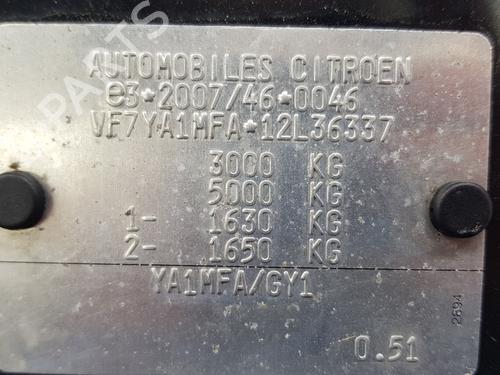 AUTOMOBILES CITROEN
e3*2007/46*0046
VF7YA1MFA*12L36337
3000 KG
5000 KG
1- 1630 KG
2- 1650 KG
YA1MFA/GY1
2694
0.51